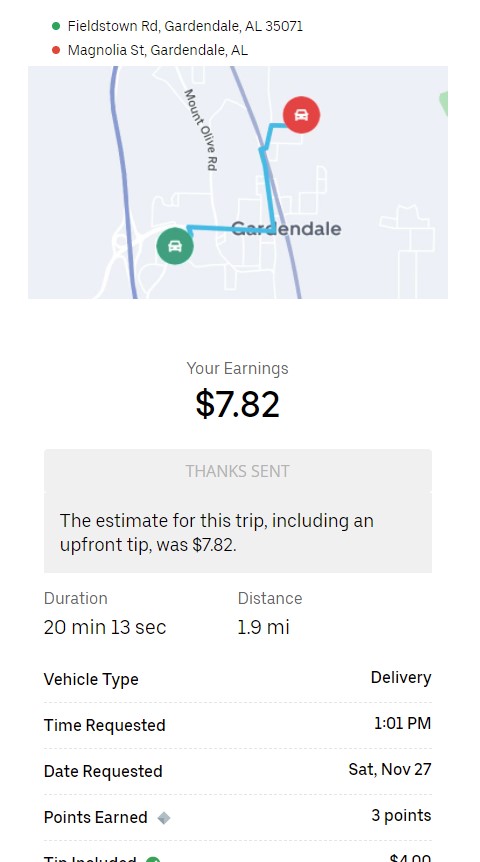 Fieldstown Rd, Gardendale, AL 35071
Magnolia St, Gardendale, AL
Mount Olive Rd
Gardendale
Your Earnings
$7.82
THANKS SENT
The estimate for this trip, including an
upfront tip, was $7.82.
Duration Distance
20 min 13 sec 1.9 mi
Vehicle Type Delivery
Time Requested 1:01 PM
Date Requested Sat, Nov 27
Points Earned 3 points
Tip Included $4.00